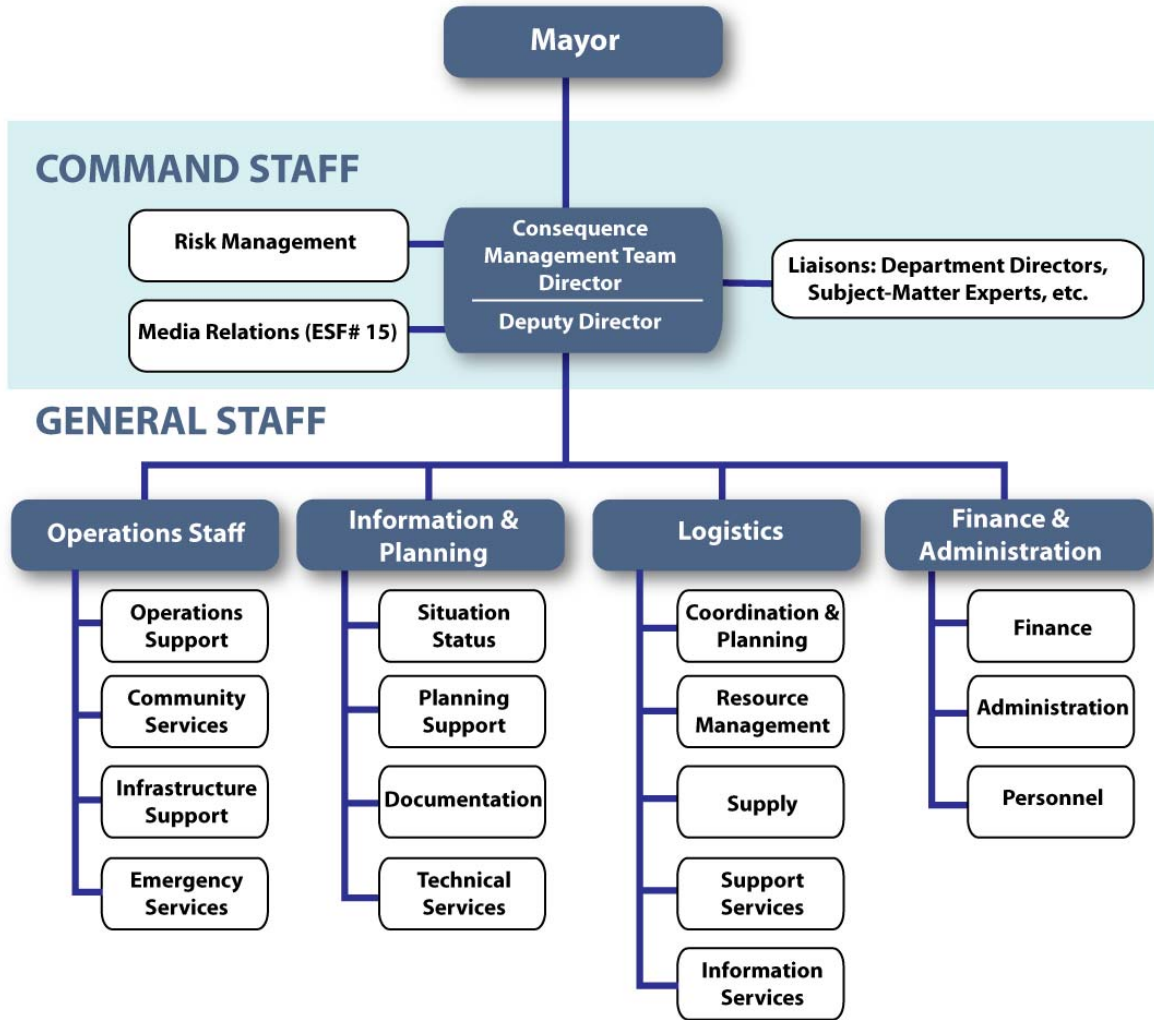 Mayor
COMMAND STAFF
Risk Management
Media Relations (ESF# 15)
Consequence
Management Team
Director
Deputy Director
Liaisons: Department Directors,
Subject-Matter Experts, etc.
GENERAL STAFF
Operations Staff
Operations
Support
Community
Services
Infrastructure
Support
Emergency
Services
Information &
Planning
Situation
Status
Planning
Support
Documentation
Technical
Services
Logistics
Coordination &
Planning
Resource
Management
Supply
Support
Services
Information
Services
Finance &
Administration
Finance
Administration
Personnel